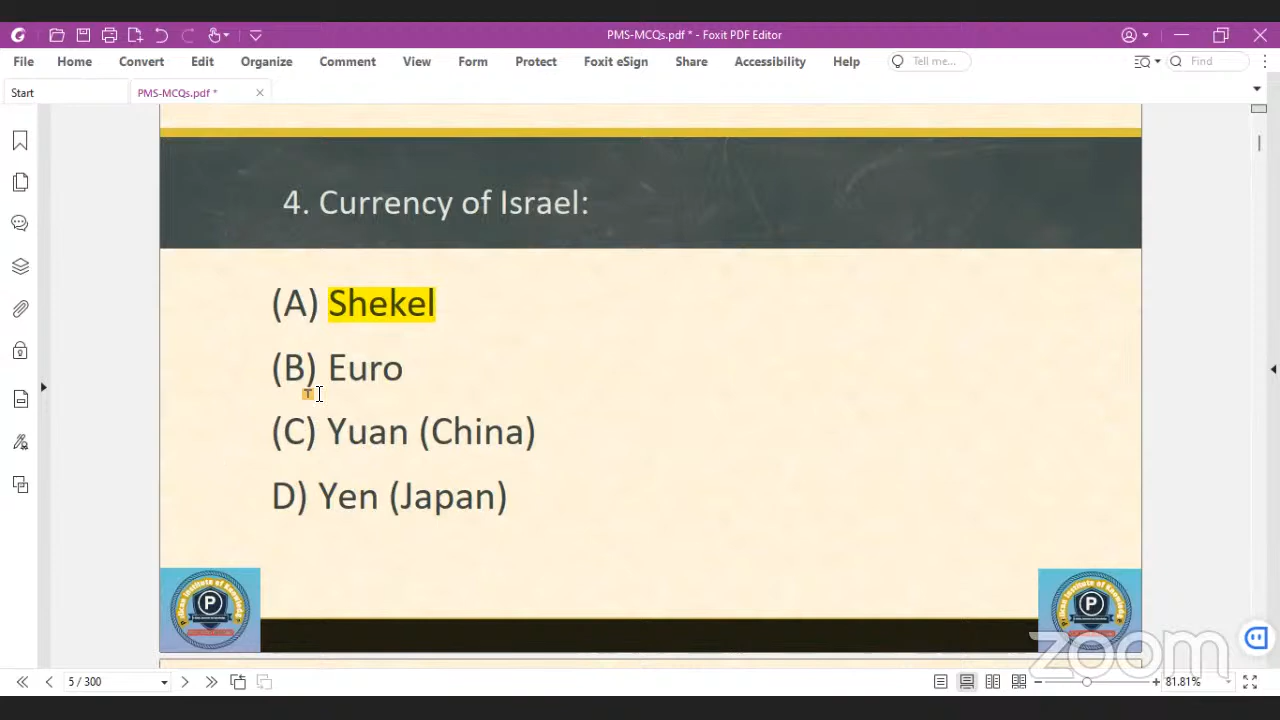 PMS-MCQs.pdf * - Foxit PDF Editor
File Home Convert Edit Organize Comment View Form Protect Foxit eSign Share Accessibility Help Tell me... Find
Start PMS-MCQs.pdf *
4. Currency of Israel:
(A) Shekel
(B) Euro
T
(C) Yuan (China)
D) Yen (Japan)
P
P
zoom
5 / 300 81.81%